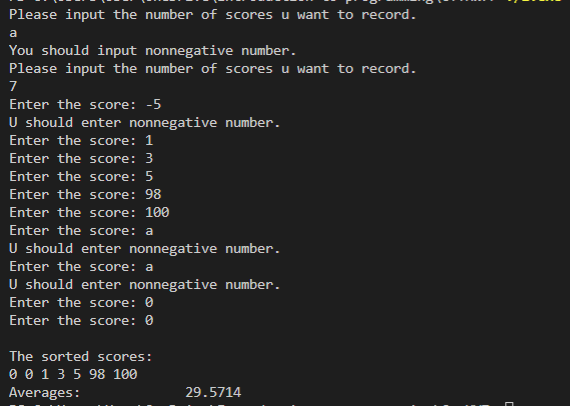 Please input the number of scores u want to record.
a
You should input nonnegative number.
Please input the number of scores u want to record.
7
Enter the score: -5
U should enter nonnegative number.
Enter the score: 1
Enter the score: 3
Enter the score: 5
Enter the score: 98
Enter the score: 100
Enter the score: a
U should enter nonnegative number.
Enter the score: a
U should enter nonnegative number.
Enter the score: 0
Enter the score: 0
The sorted scores:
0 0 1 3 5 98 100
Averages: 29.5714